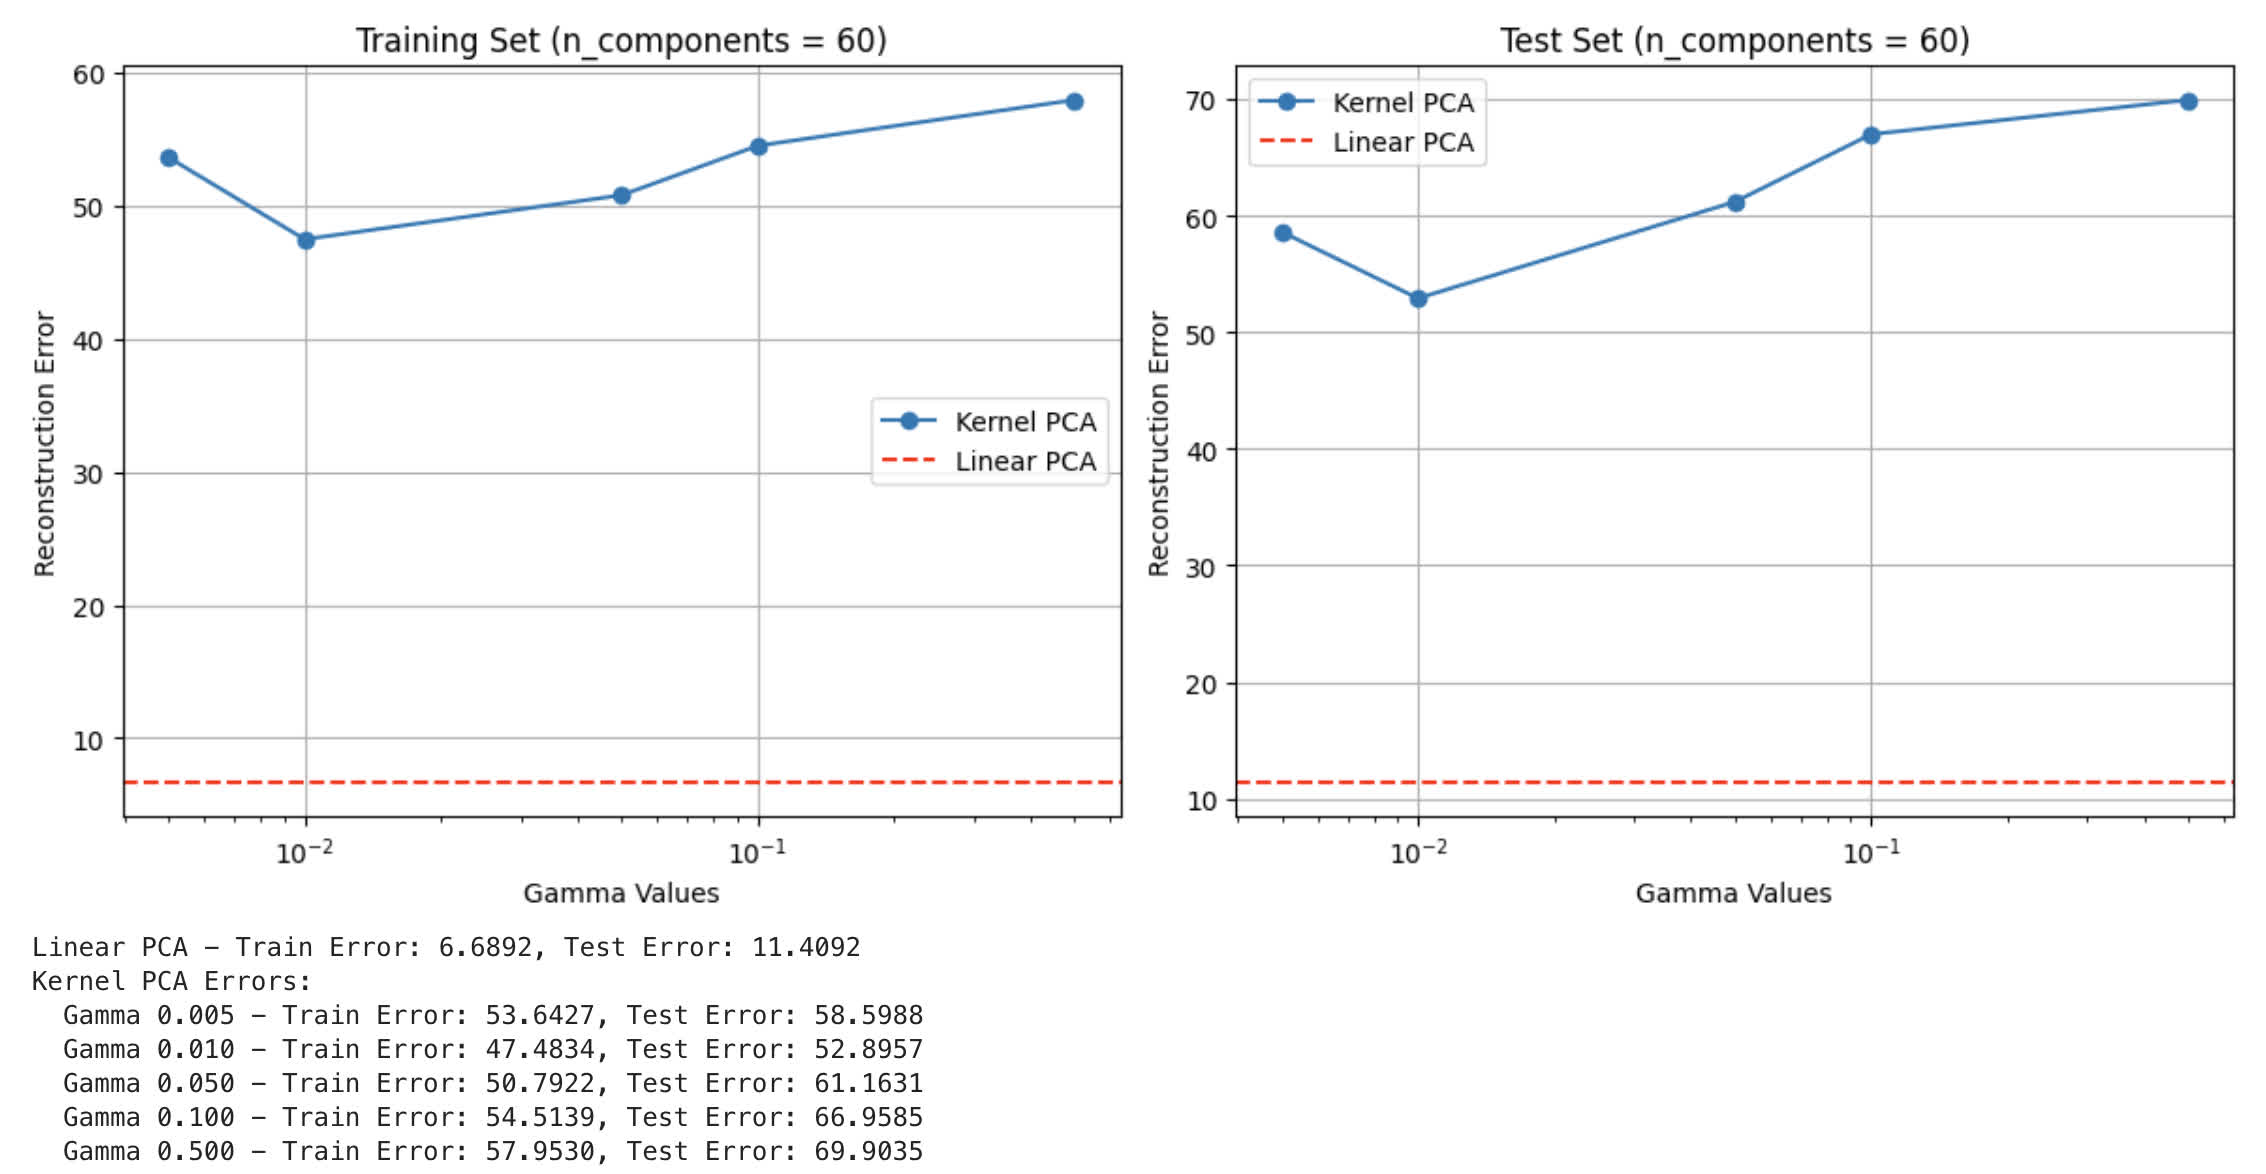 Training Set (n_components = 60)
60
50
40
30
20
10
Reconstruction Error
Kernel PCA
Linear PCA
10⁻²
10⁻¹
Gamma Values
Test Set (n_components = 60)
70
60
50
40
30
20
10
Reconstruction Error
Kernel PCA
Linear PCA
10⁻²
10⁻¹
Gamma Values
Linear PCA – Train Error: 6.6892, Test Error: 11.4092
Kernel PCA Errors:
Gamma 0.005 – Train Error: 53.6427, Test Error: 58.5988
Gamma 0.010 – Train Error: 47.4834, Test Error: 52.8957
Gamma 0.050 – Train Error: 50.7922, Test Error: 61.1631
Gamma 0.100 – Train Error: 54.5139, Test Error: 66.9585
Gamma 0.500 – Train Error: 57.9530, Test Error: 69.9035